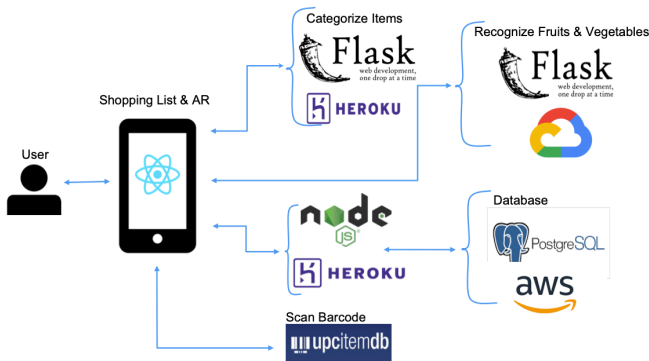 Categorize Items
Flask
web development,
one drop at a time
HEROKU
Recognize Fruits & Vegetables
Flask
web development,
one drop at a time
Shopping List & AR
User
node
JS
HEROKU
Database
PostgreSQL
aws
Scan Barcode
upcitemdb